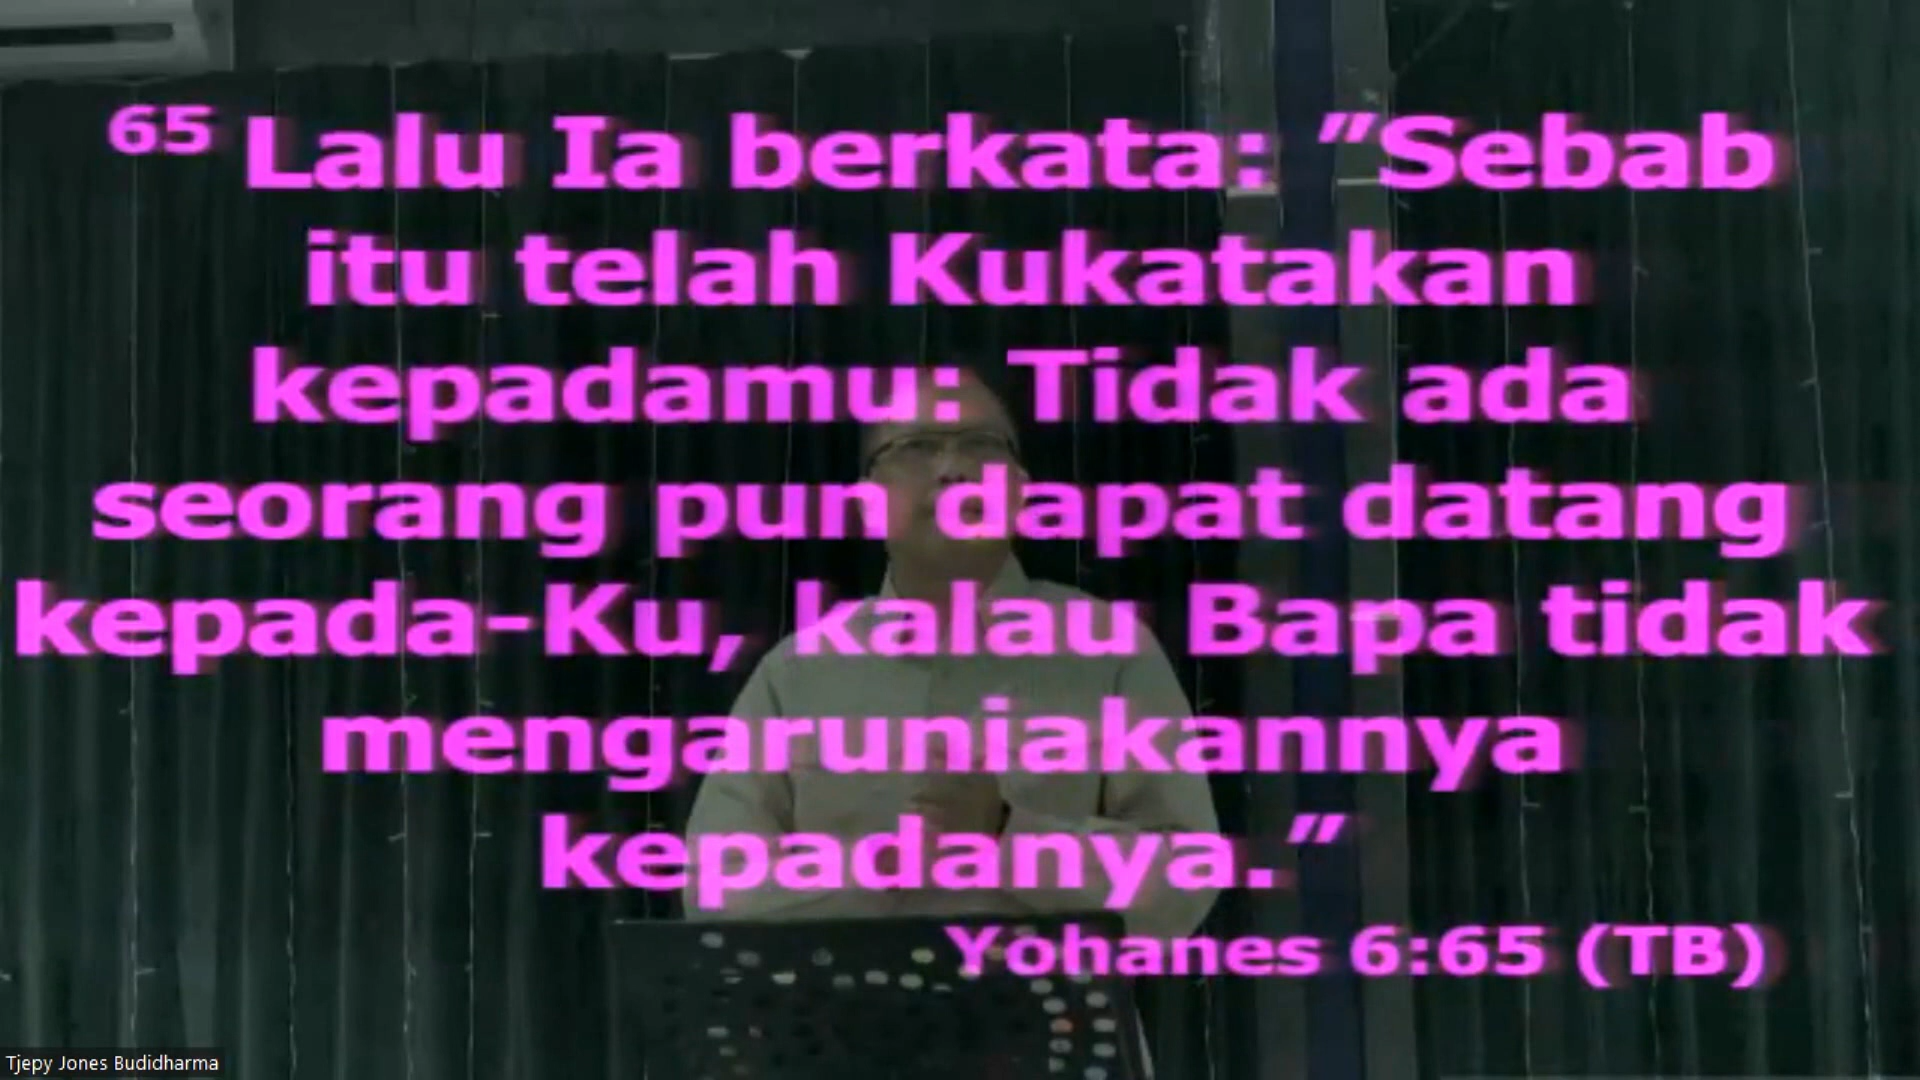 65 Lalu Ia berkata: ”Sebab
itu telah Kukatakan
kepadamu: Tidak ada
seorang pun dapat datang
kepada-Ku, kalau Bapa tidak
mengaruniakannya
kepadanya.”
Yohanes 6:65 (TB)
Tjepy Jones Budidharma